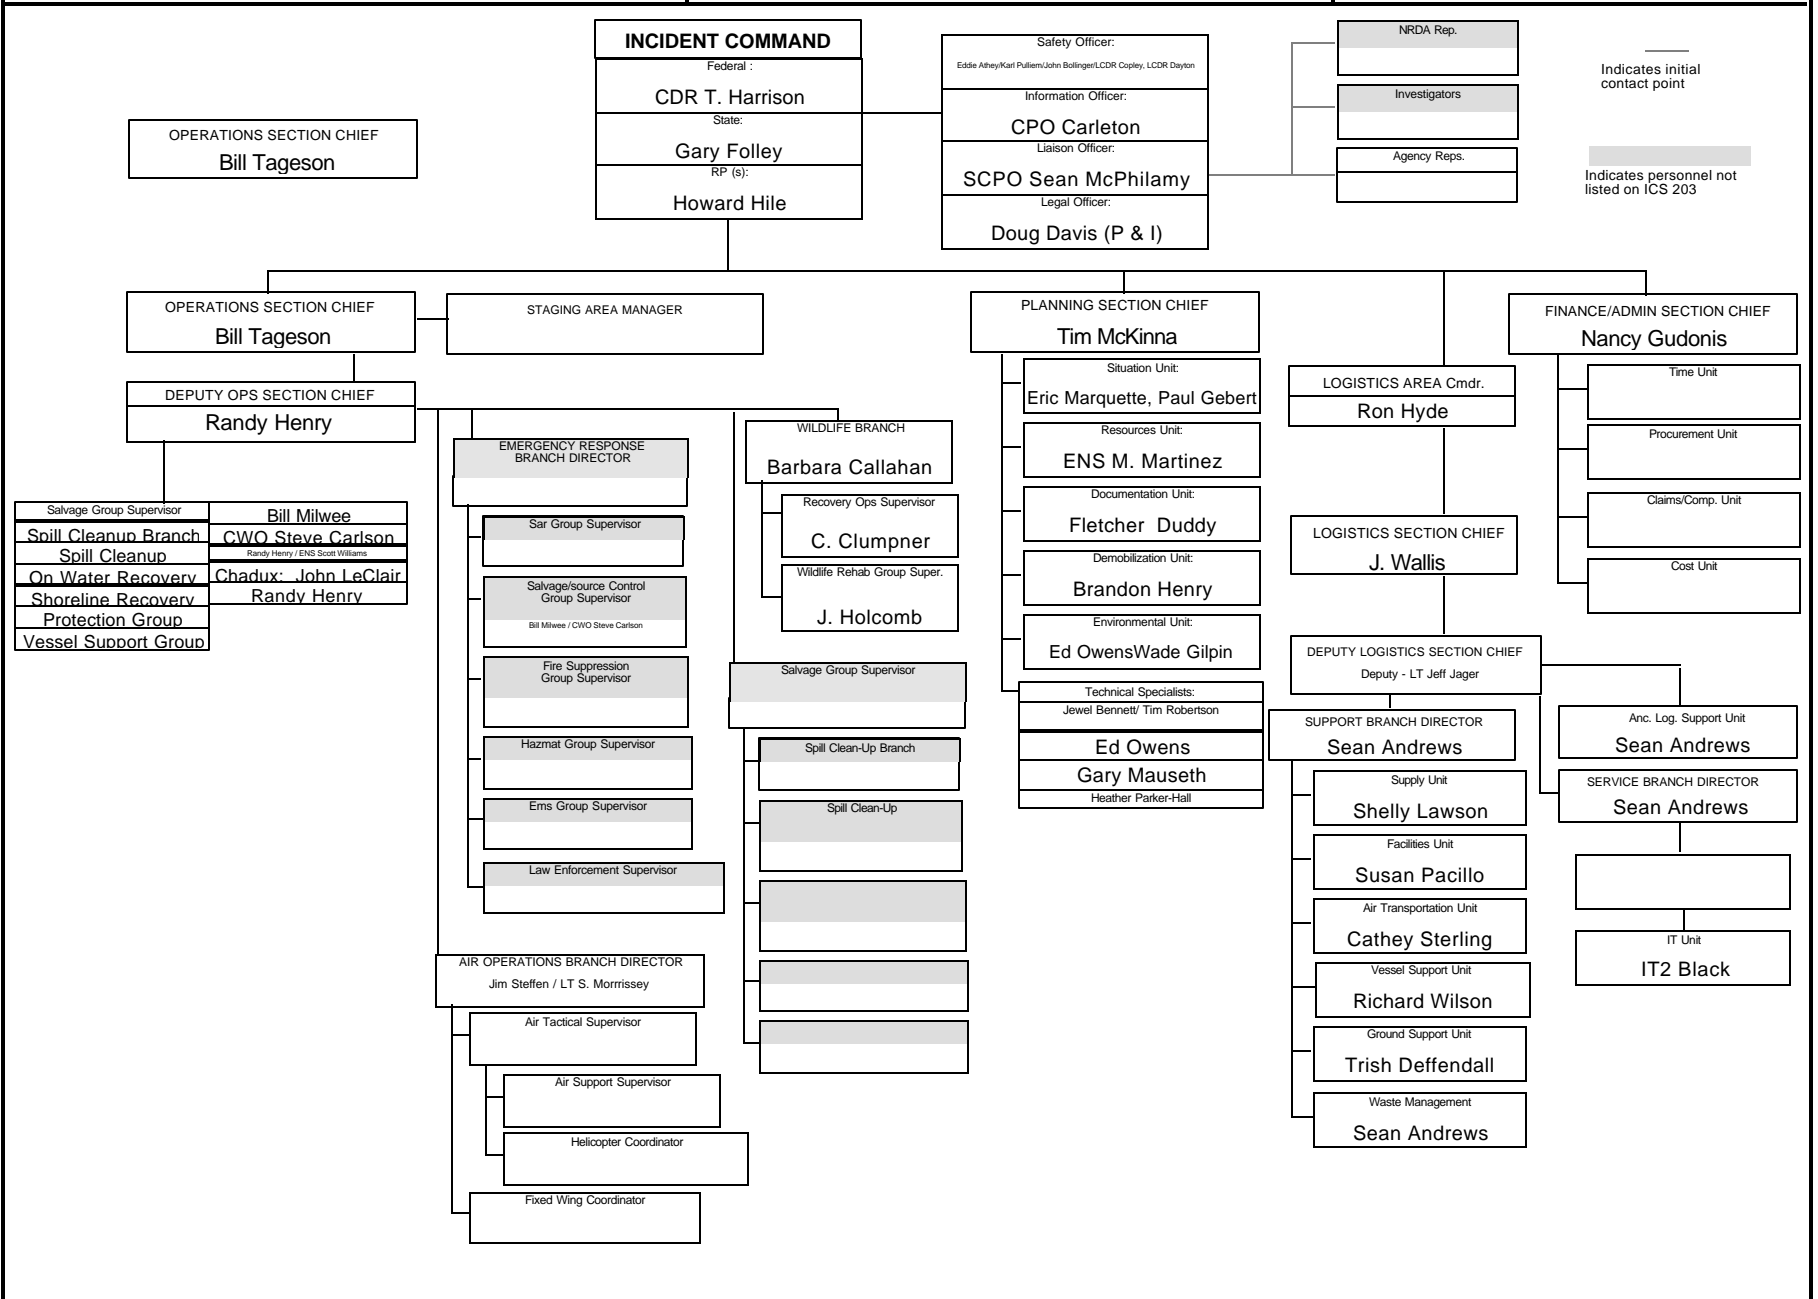 INCIDENT COMMAND
Federal :
CDR T. Harrison
State:
Gary Folley
RP (s):
Howard Hile
Safety Officer:
Eddie Athey/Karl Pulliem/John Bollinger/LCDR Copley, LCDR Dayton
Information Officer:
CPO Carleton
Liaison Officer:
SCPO Sean McPhilamy
Legal Officer:
Doug Davis (P & I)
NRDA Rep.
Investigators
Agency Reps.
Indicates initial
contact point
Indicates personnel not
listed on ICS 203
OPERATIONS SECTION CHIEF
Bill Tageson
OPERATIONS SECTION CHIEF
Bill Tageson
STAGING AREA MANAGER
DEPUTY OPS SECTION CHIEF
Randy Henry
Salvage Group Supervisor
Spill Cleanup Branch
Spill Cleanup
On Water Recovery
Shoreline Recovery
Protection Group
Vessel Support Group
Bill Milwee
CWO Steve Carlson
Randy Henry / ENS Scott Williams
Chadux: John LeClair
Randy Henry
EMERGENCY RESPONSE
BRANCH DIRECTOR
Sar Group Supervisor
Salvage/source Control
Group Supervisor
Bill Milwee / CWO Steve Carlson
Fire Suppression
Group Supervisor
Hazmat Group Supervisor
Ems Group Supervisor
Law Enforcement Supervisor
AIR OPERATIONS BRANCH DIRECTOR
Jim Steffen / LT S. Morrrissey
Air Tactical Supervisor
Air Support Supervisor
Helicopter Coordinator
Fixed Wing Coordinator
WILDLIFE BRANCH
Barbara Callahan
Recovery Ops Supervisor
C. Clumpner
Wildlife Rehab Group Super.
J. Holcomb
Salvage Group Supervisor
Spill Clean-Up Branch
Spill Clean-Up
PLANNING SECTION CHIEF
Tim McKinna
Situation Unit:
Eric Marquette, Paul Gebert
Resources Unit:
ENS M. Martinez
Documentation Unit:
Fletcher Duddy
Demobilization Unit:
Brandon Henry
Environmental Unit:
Ed OwensWade Gilpin
Technical Specialists:
Jewel Bennett/ Tim Robertson
Ed Owens
Gary Mauseth
Heather Parker-Hall
LOGISTICS AREA Cmdr.
Ron Hyde
LOGISTICS SECTION CHIEF
J. Wallis
DEPUTY LOGISTICS SECTION CHIEF
Deputy - LT Jeff Jager
SUPPORT BRANCH DIRECTOR
Sean Andrews
Supply Unit
Shelly Lawson
Facilities Unit
Susan Pacillo
Air Transportation Unit
Cathey Sterling
Vessel Support Unit
Richard Wilson
Ground Support Unit
Trish Deffendall
Waste Management
Sean Andrews
Anc. Log. Support Unit
Sean Andrews
SERVICE BRANCH DIRECTOR
Sean Andrews
IT Unit
IT2 Black
FINANCE/ADMIN SECTION CHIEF
Nancy Gudonis
Time Unit
Procurement Unit
Claims/Comp. Unit
Cost Unit